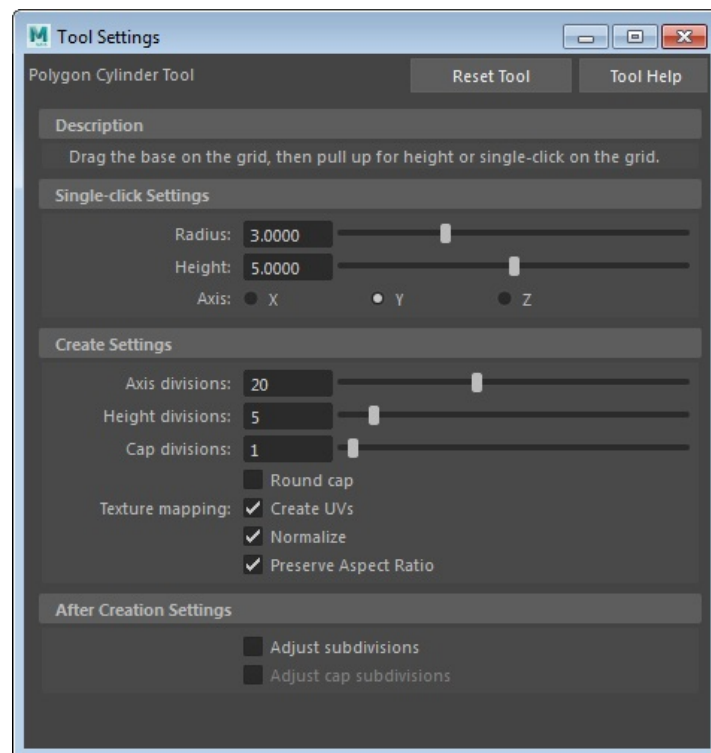 Tool Settings
Polygon Cylinder Tool Reset Tool Tool Help
Description
Drag the base on the grid, then pull up for height or single-click on the grid.
Single-click Settings
Radius: 3.0000
Height: 5.0000
Axis: X Y Z
Create Settings
Axis divisions: 20
Height divisions: 5
Cap divisions: 1
Round cap
Texture mapping: Create UVs
Normalize
Preserve Aspect Ratio
After Creation Settings
Adjust subdivisions
Adjust cap subdivisions